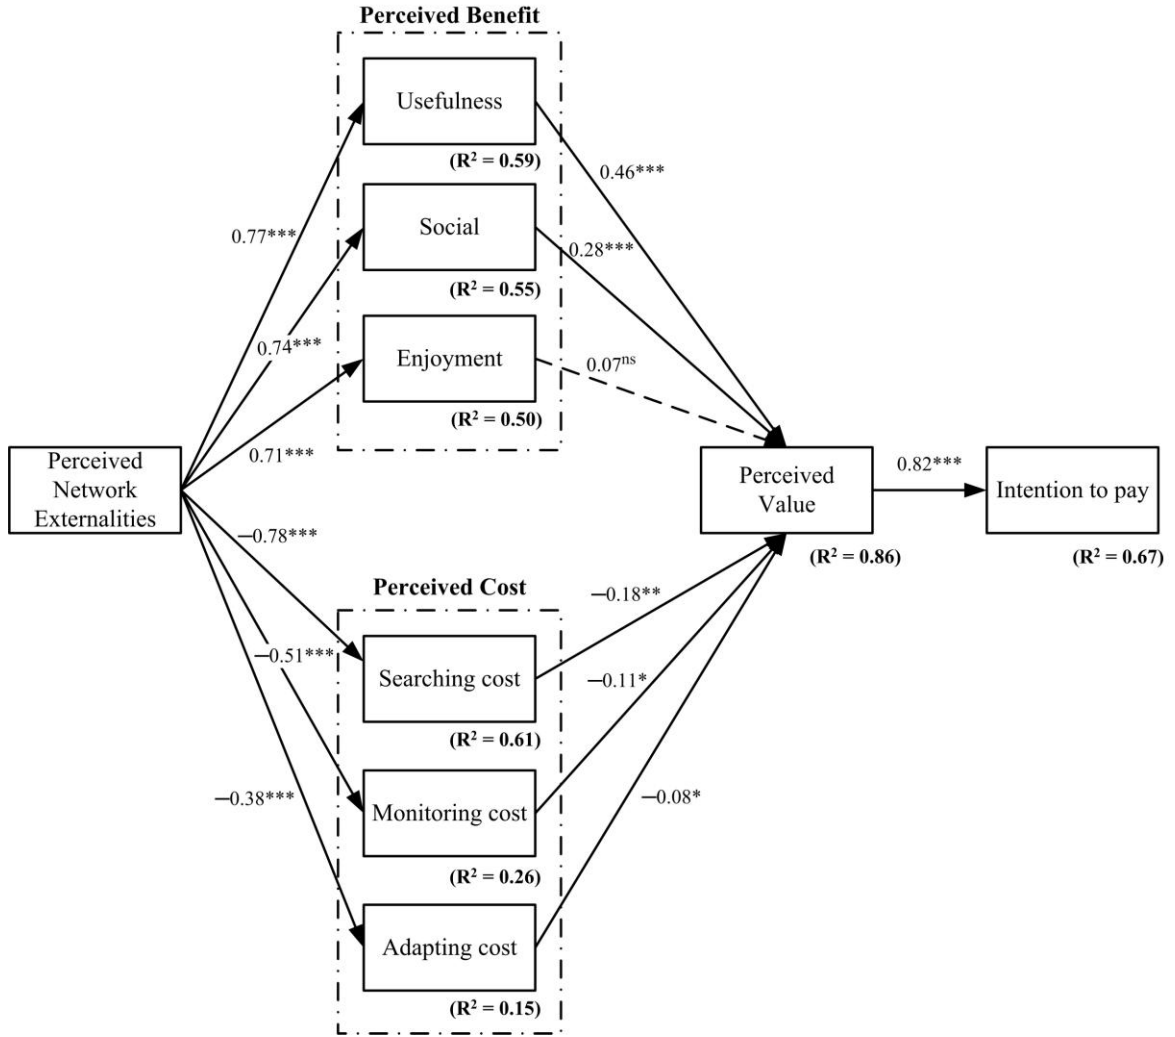 Perceived Benefit
Usefulness
(R² = 0.59)
0.46***
Social
0.77***
0.28***
(R² = 0.55)
Enjoyment
0.74***
0.07ns
(R² = 0.50)
0.71***
Perceived
Network
Externalities
Perceived
Value
0.82***
Intention to pay
(R² = 0.86)
(R² = 0.67)
−0.78***
Perceived Cost
−0.18**
−0.51***
Searching cost
−0.11*
(R² = 0.61)
−0.38***
Monitoring cost
−0.08*
(R² = 0.26)
Adapting cost
(R² = 0.15)